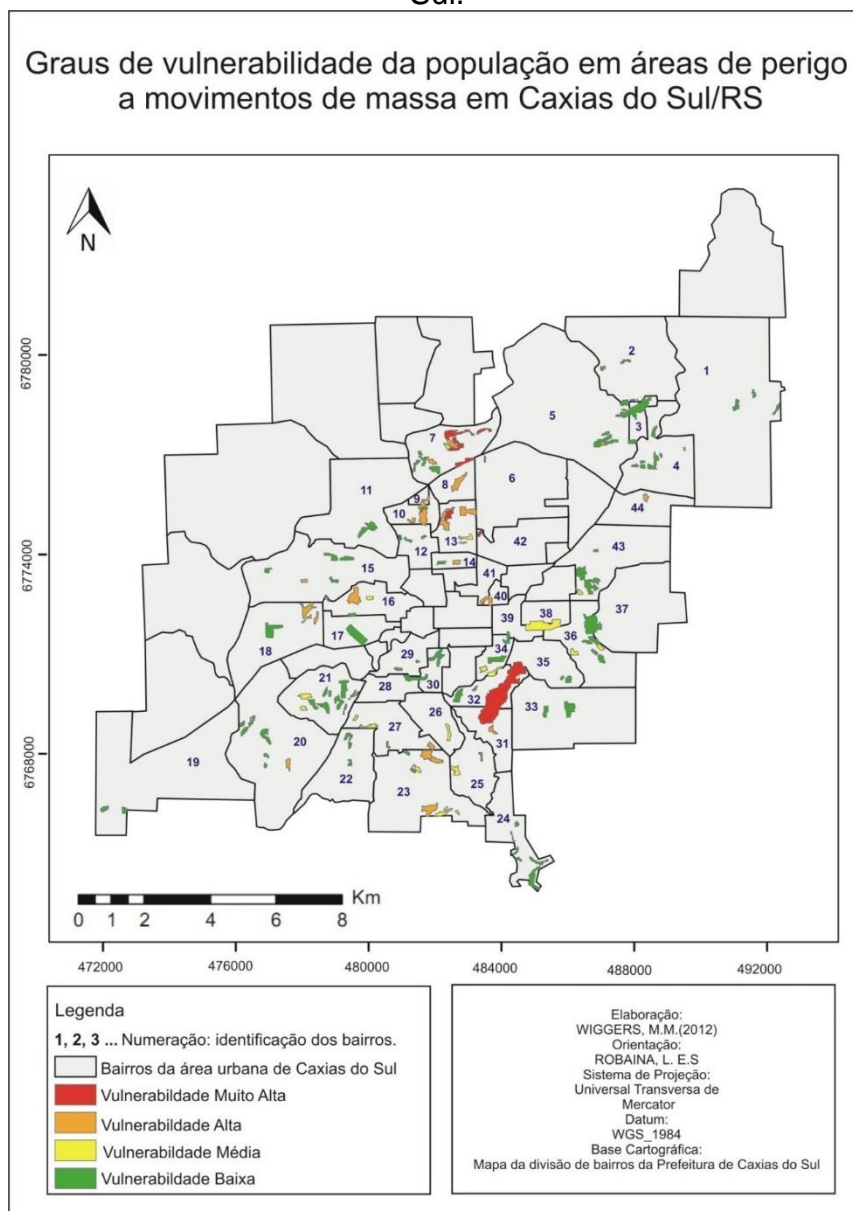 Sul.
Graus de vulnerabilidade da população em áreas de perigo
a movimentos de massa em Caxias do Sul/RS
N
6780000
6774000
6768000
1
2
3
4
5
6
7
8
9
10
11
12
13
14
15
16
17
18
19
20
21
22
23
24
25
26
27
28
29
30
31
32
33
34
35
36
37
38
39
40
41
42
43
44
Km
0 1 2 4 6 8
472000 476000 480000 484000 488000 492000
Legenda
1, 2, 3 ... Numeração: identificação dos bairros.
Bairros da área urbana de Caxias do Sul
Vulnerabildade Muito Alta
Vulnerabildade Alta
Vulnerabildade Média
Vulnerabildade Baixa
Elaboração:
WIGGERS, M.M.(2012)
Orientação:
ROBAINA, L. E.S
Sistema de Projeção:
Universal Transversa de
Mercator
Datum:
WGS_1984
Base Cartográfica:
Mapa da divisão de bairros da Prefeitura de Caxias do Sul